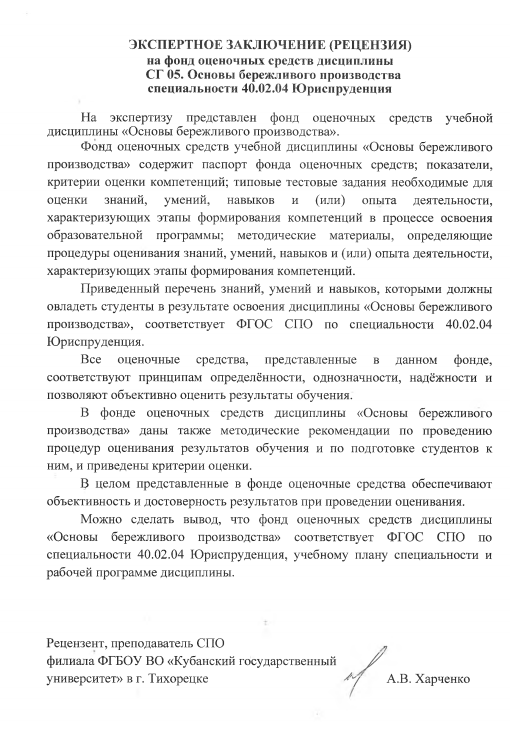 ЭКСПЕРТНОЕ ЗАКЛЮЧЕНИЕ (РЕЦЕНЗИЯ)
на фонд оценочных средств дисциплины
СГ 05. Основы бережливого производства
специальности 40.02.04 Юриспруденция
На экспертизу представлен фонд оценочных средств учебной
дисциплины «Основы бережливого производства».
Фонд оценочных средств учебной дисциплины «Основы бережливого
производства» содержит паспорт фонда оценочных средств; показатели,
критерии оценки компетенций; типовые тестовые задания необходимые для
оценки знаний, умений, навыков и (или) опыта деятельности,
характеризующих этапы формирования компетенций в процессе освоения
образовательной программы; методические материалы, определяющие
процедуры оценивания знаний, умений, навыков и (или) опыта деятельности,
характеризующих этапы формирования компетенций.
Приведенный перечень знаний, умений и навыков, которыми должны
овладеть студенты в результате освоения дисциплины «Основы бережливого
производства», соответствует ФГОС СПО по специальности 40.02.04
Юриспруденция.
Все оценочные средства, представленные в данном фонде,
соответствуют принципам определённости, однозначности, надёжности и
позволяют объективно оценить результаты обучения.
В фонде оценочных средств дисциплины «Основы бережливого
производства» даны также методические рекомендации по проведению
процедур оценивания результатов обучения и по подготовке студентов к
ним, и приведены критерии оценки.
В целом представленные в фонде оценочные средства обеспечивают
объективность и достоверность результатов при проведении оценивания.
Можно сделать вывод, что фонд оценочных средств дисциплины
«Основы бережливого производства» соответствует ФГОС СПО по
специальности 40.02.04 Юриспруденция, учебному плану специальности и
рабочей программе дисциплины.
Рецензент, преподаватель СПО
филиала ФГБОУ ВО «Кубанский государственный
университет» в г. Тихорецке А.В. Харченко